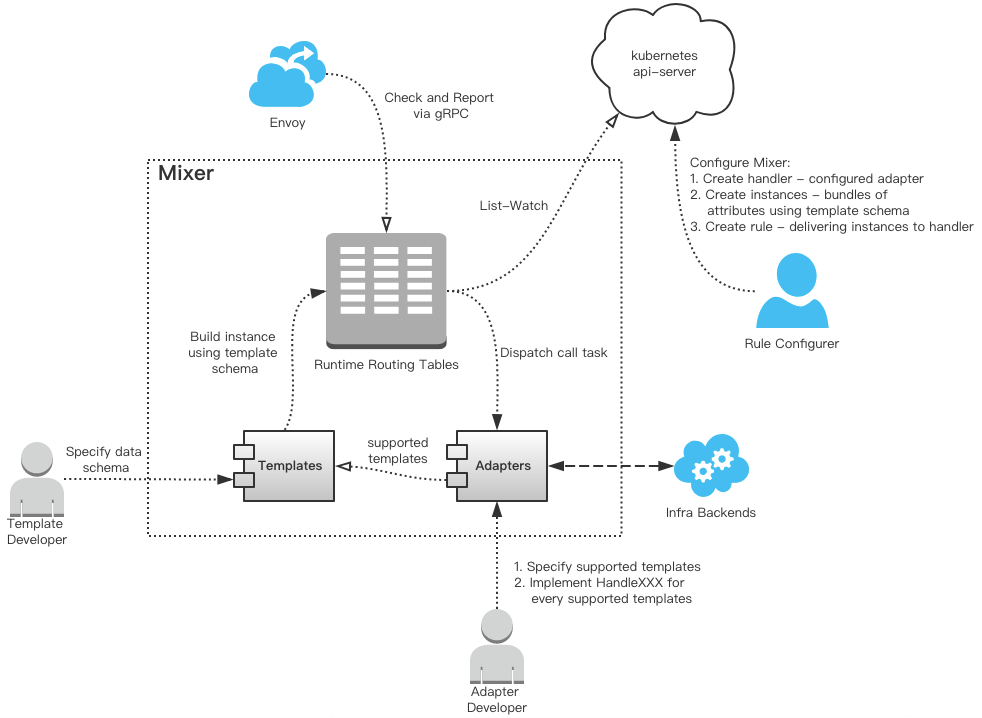 kubernetes
api-server
Check and Report
via gRPC
Envoy
Configure Mixer:
1. Create handler - configured adapter
2. Create instances - bundles of
attributes using template schema
3. Create rule - delivering instances to handler
Mixer
List-Watch
Build instance
using template
schema
Rule Configurer
Dispatch call task
Runtime Routing Tables
supported
templates
Specify data
schema
Templates
Adapters
Infra Backends
Template
Developer
1. Specify supported templates
2. Implement HandleXXX for
every supported templates
Adapter
Developer